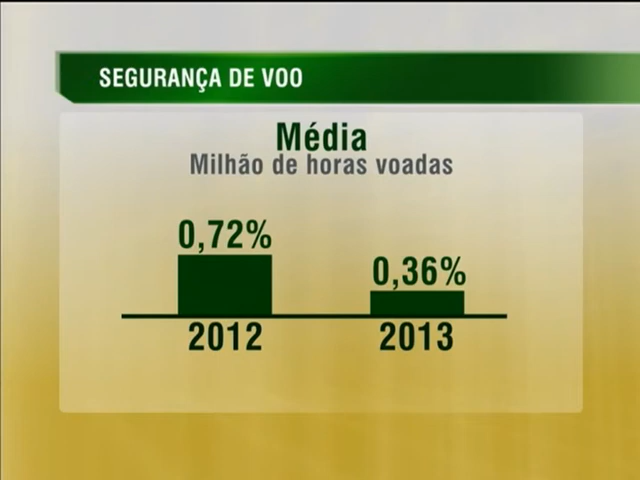 SEGURANÇA DE VOO
Média
Milhão de horas voadas
0,72%
0,36%
2012
2013